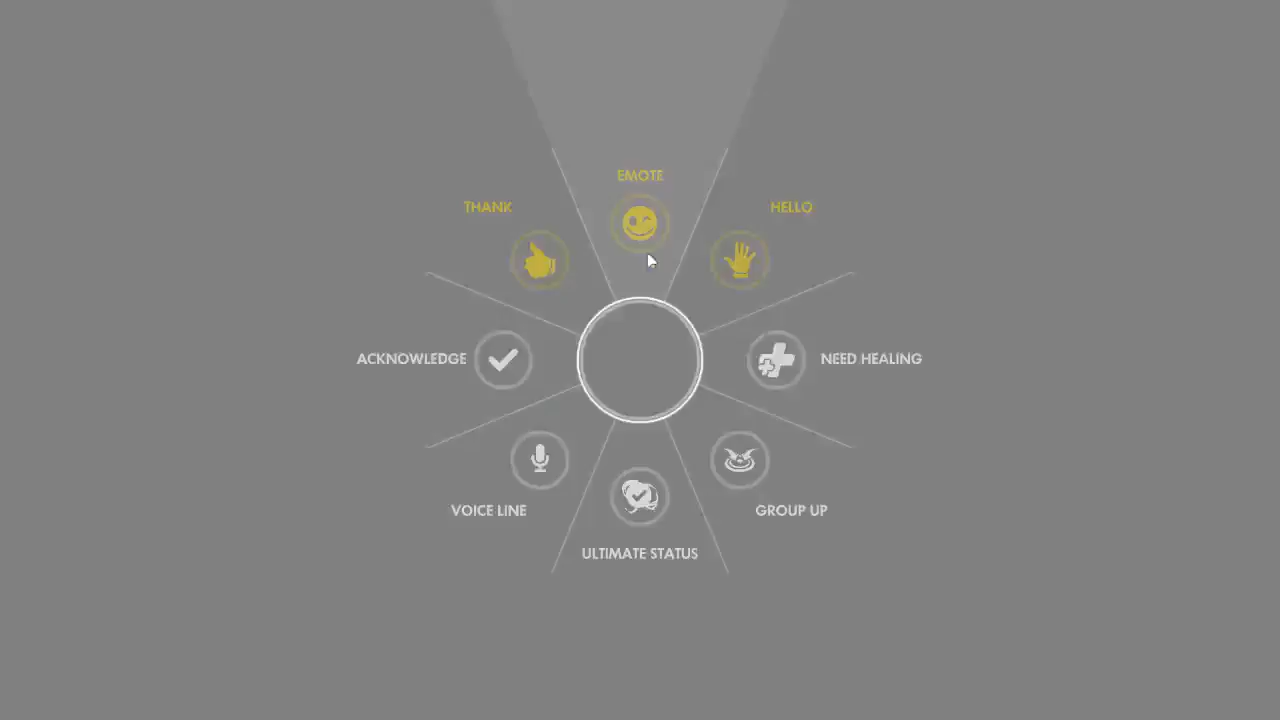 EMOTE
THANK
HELLO
ACKNOWLEDGE
NEED HEALING
VOICE LINE
GROUP UP
ULTIMATE STATUS